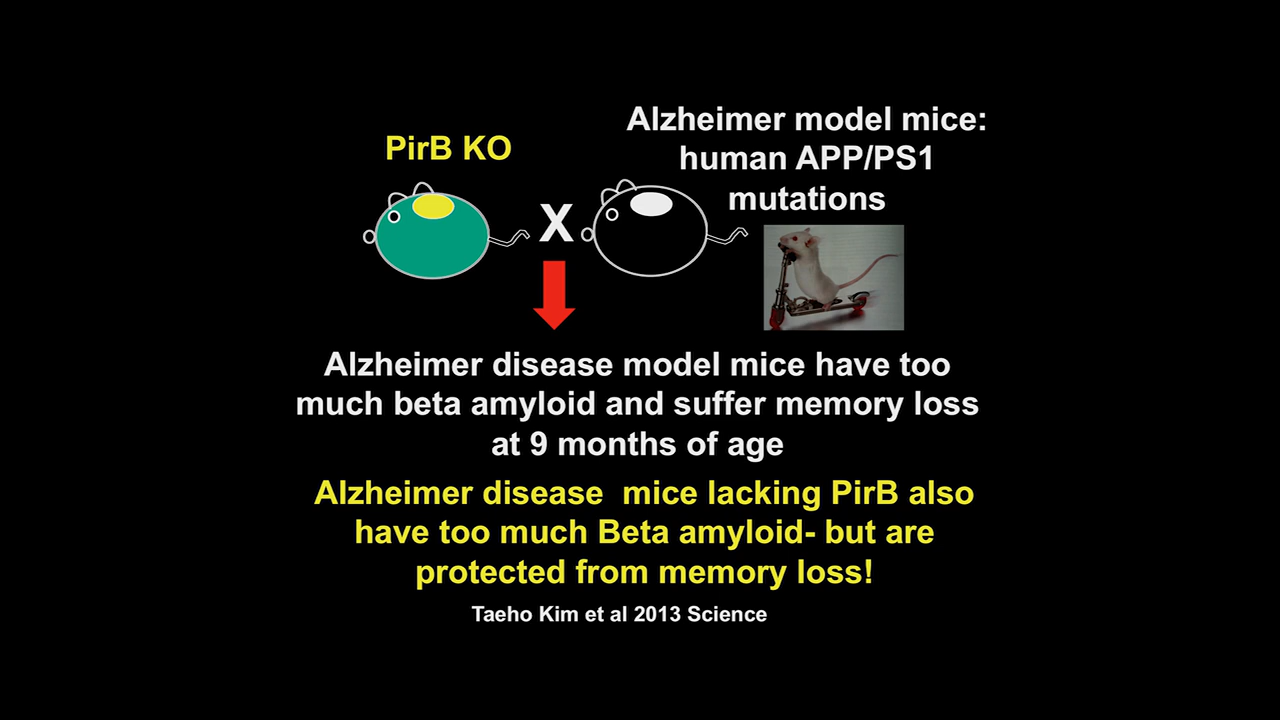 PirB KO
Alzheimer model mice:
human APP/PS1
mutations
X
Alzheimer disease model mice have too
much beta amyloid and suffer memory loss
at 9 months of age
Alzheimer disease  mice lacking PirB also
have too much Beta amyloid- but are
protected from memory loss!
Taeho Kim et al 2013 Science